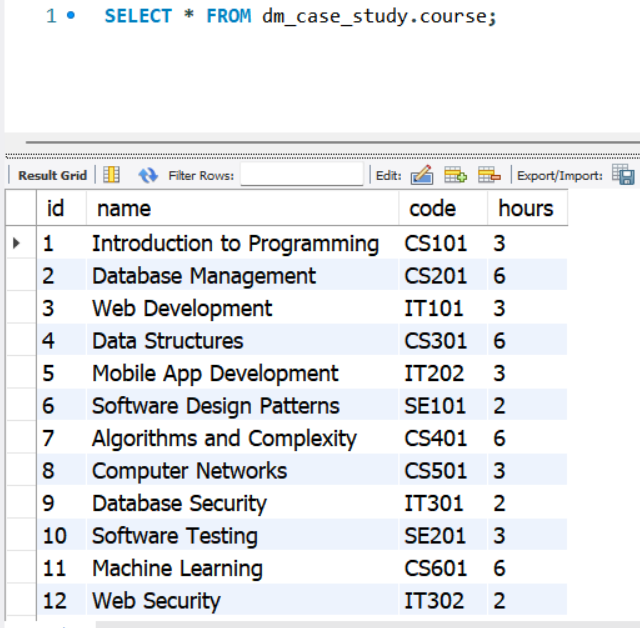 1 SELECT * FROM dm_case_study.course;
Result Grid Filter Rows: Edit: Export/Import:
id name code hours
1 Introduction to Programming CS101 3
2 Database Management CS201 6
3 Web Development IT101 3
4 Data Structures CS301 6
5 Mobile App Development IT202 3
6 Software Design Patterns SE101 2
7 Algorithms and Complexity CS401 6
8 Computer Networks CS501 3
9 Database Security IT301 2
10 Software Testing SE201 3
11 Machine Learning CS601 6
12 Web Security IT302 2